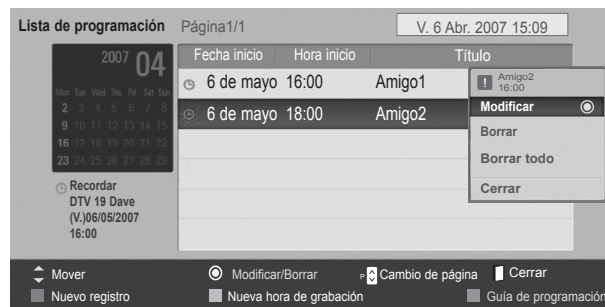 Lista de programación Página1/1 V. 6 Abr. 2007 15:09
Fecha inicio Hora inicio Título
6 de mayo 16:00 Amigo1
6 de mayo 18:00 Amigo2
2007 04
Mon Tue Wed Thu Fri Sat Sun
2 3 4 5 6 7 8
9 10 11 12 13 14 15
16 17 18 19 20 21 22
23 24 25 26 27 28 29
Recordar
DTV 19 Dave
(V.)06/05/2007
16:00
Amigo2
16:00
Modificar
Borrar
Borrar todo
Cerrar
Mover Modificar/Borrar P Cambio de página Cerrar
Nuevo registro Nueva hora de grabación Guía de programación